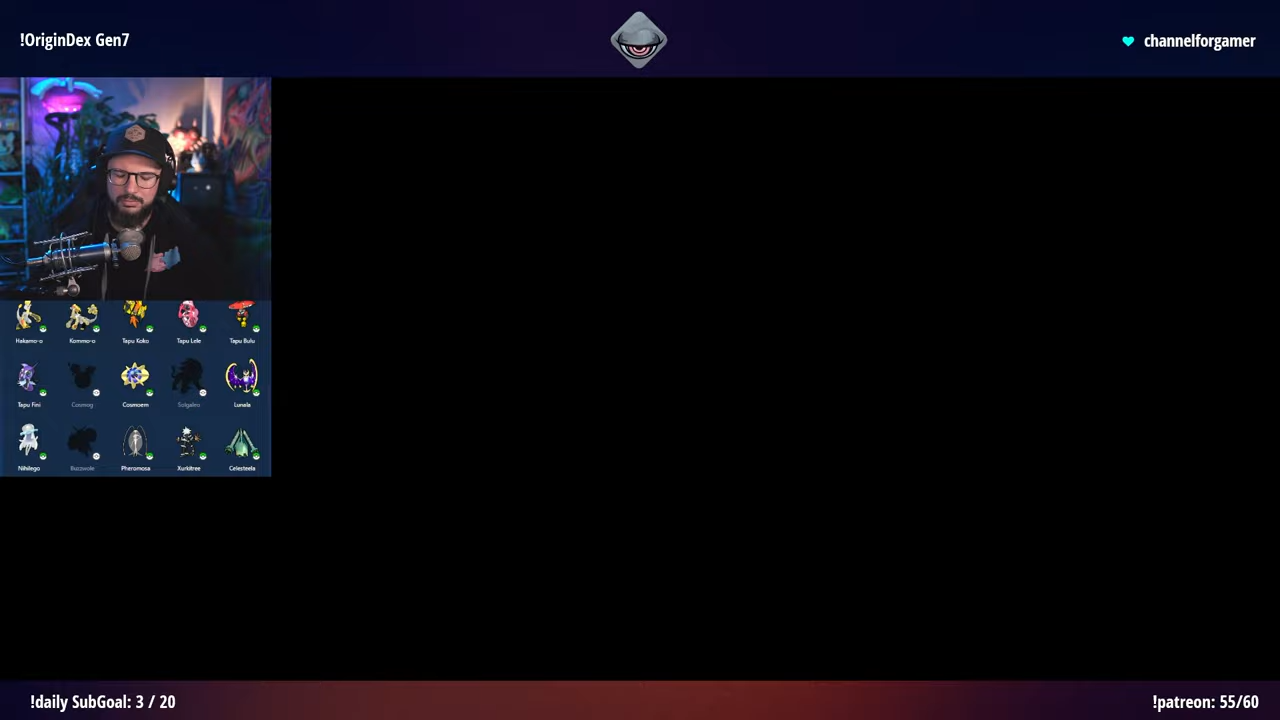 !OriginDex Gen7
channelforgamer
Hakamo-o Kommo-o Tapu Koko Tapu Lele Tapu Bulu
Tapu Fini Cosmog Cosmoem Solgaleo Lunala
Nihilego Buzzwole Pheromosa Xurkitree Celesteela
!daily SubGoal: 3 / 20
!patreon: 55/60